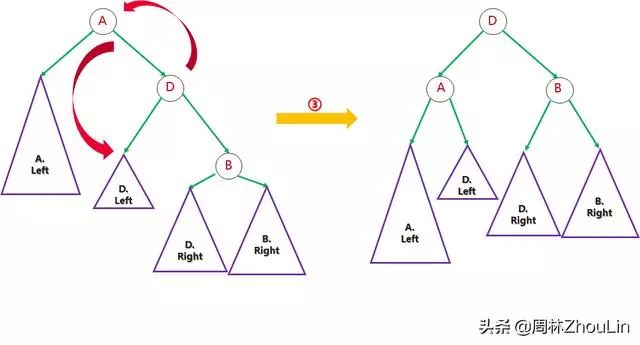 A
D
A.
Left
D.
Left
B
D.
Right
B.
Right
③
D
A
B
A.
Left
D.
Left
D.
Right
B.
Right
头条 @周林ZhouLin